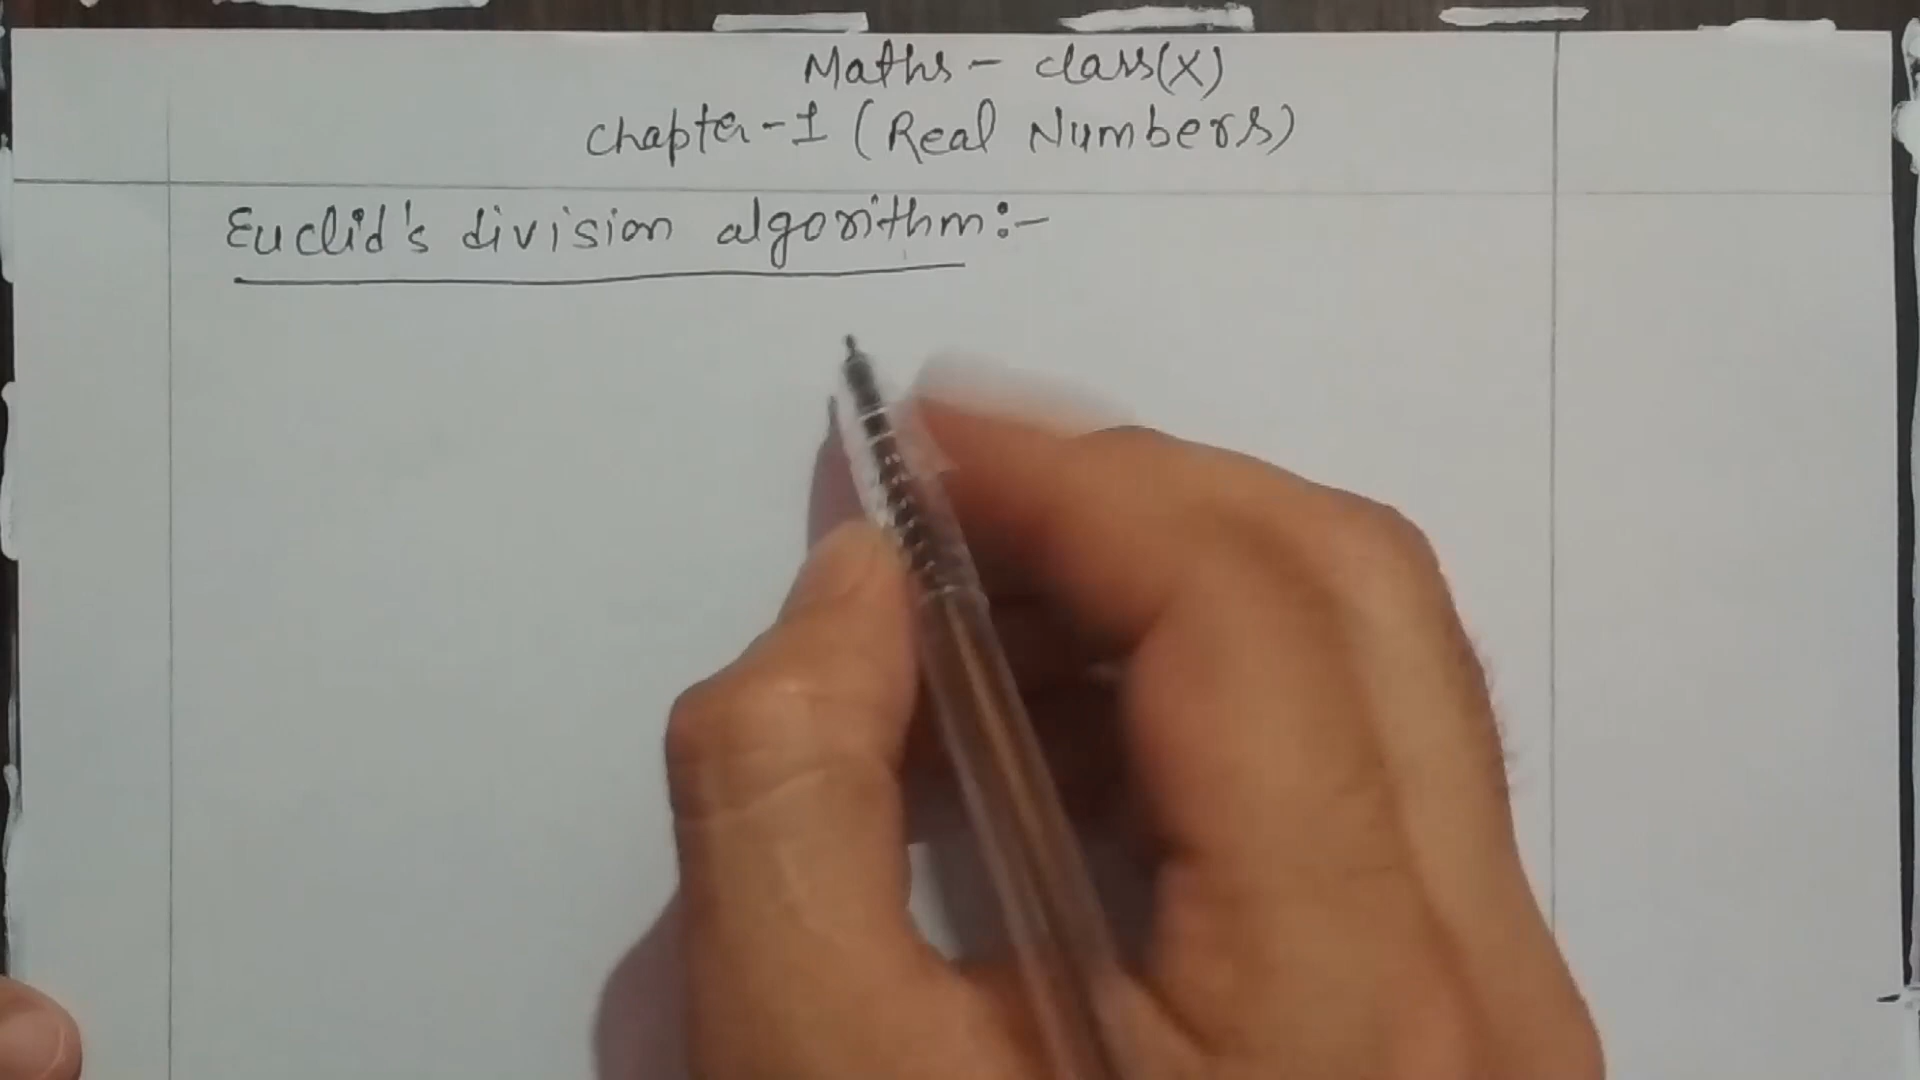 Maths - class(X)
Chapter-1 (Real Numbers)
Euclid's division algorithm:-